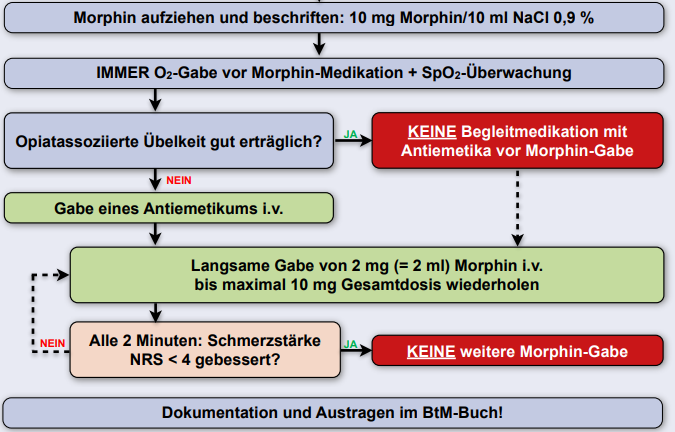 Morphin aufziehen und beschriften: 10 mg Morphin/10 ml NaCl 0,9 %
IMMER O₂-Gabe vor Morphin-Medikation + SpO₂-Überwachung
Opiatassoziierte Übelkeit gut erträglich?
JA
KEINE Begleitmedikation mit
Antiemetika vor Morphin-Gabe
NEIN
Gabe eines Antiemetikums i.v.
Langsame Gabe von 2 mg (= 2 ml) Morphin i.v.
bis maximal 10 mg Gesamtdosis wiederholen
NEIN
Alle 2 Minuten: Schmerzstärke
NRS < 4 gebessert?
JA
KEINE weitere Morphin-Gabe
Dokumentation und Austragen im BtM-Buch!